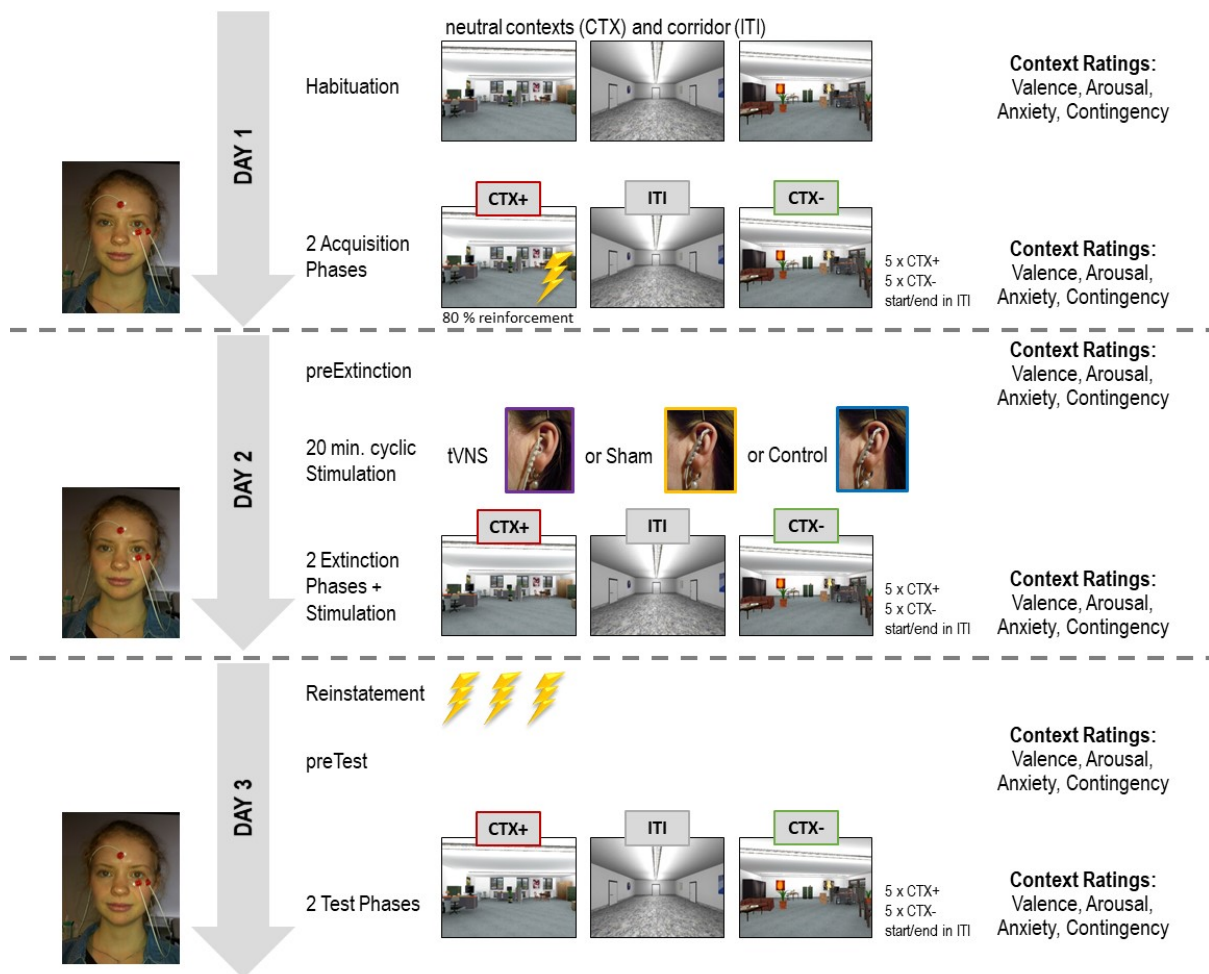 neutral contexts (CTX) and corridor (ITI)
DAY 1
Habituation
Context Ratings:
Valence, Arousal,
Anxiety, Contingency
CTX+
ITI
CTX-
2 Acquisition
Phases
5 x CTX+
5 x CTX-
start/end in ITI
80 % reinforcement
Context Ratings:
Valence, Arousal,
Anxiety, Contingency
DAY 2
preExtinction
Context Ratings:
Valence, Arousal,
Anxiety, Contingency
20 min. cyclic
Stimulation
tVNS
or Sham
or Control
CTX+
ITI
CTX-
2 Extinction
Phases +
Stimulation
5 x CTX+
5 x CTX-
start/end in ITI
Context Ratings:
Valence, Arousal,
Anxiety, Contingency
DAY 3
Reinstatement
preTest
Context Ratings:
Valence, Arousal,
Anxiety, Contingency
CTX+
ITI
CTX-
2 Test Phases
5 x CTX+
5 x CTX-
start/end in ITI
Context Ratings:
Valence, Arousal,
Anxiety, Contingency